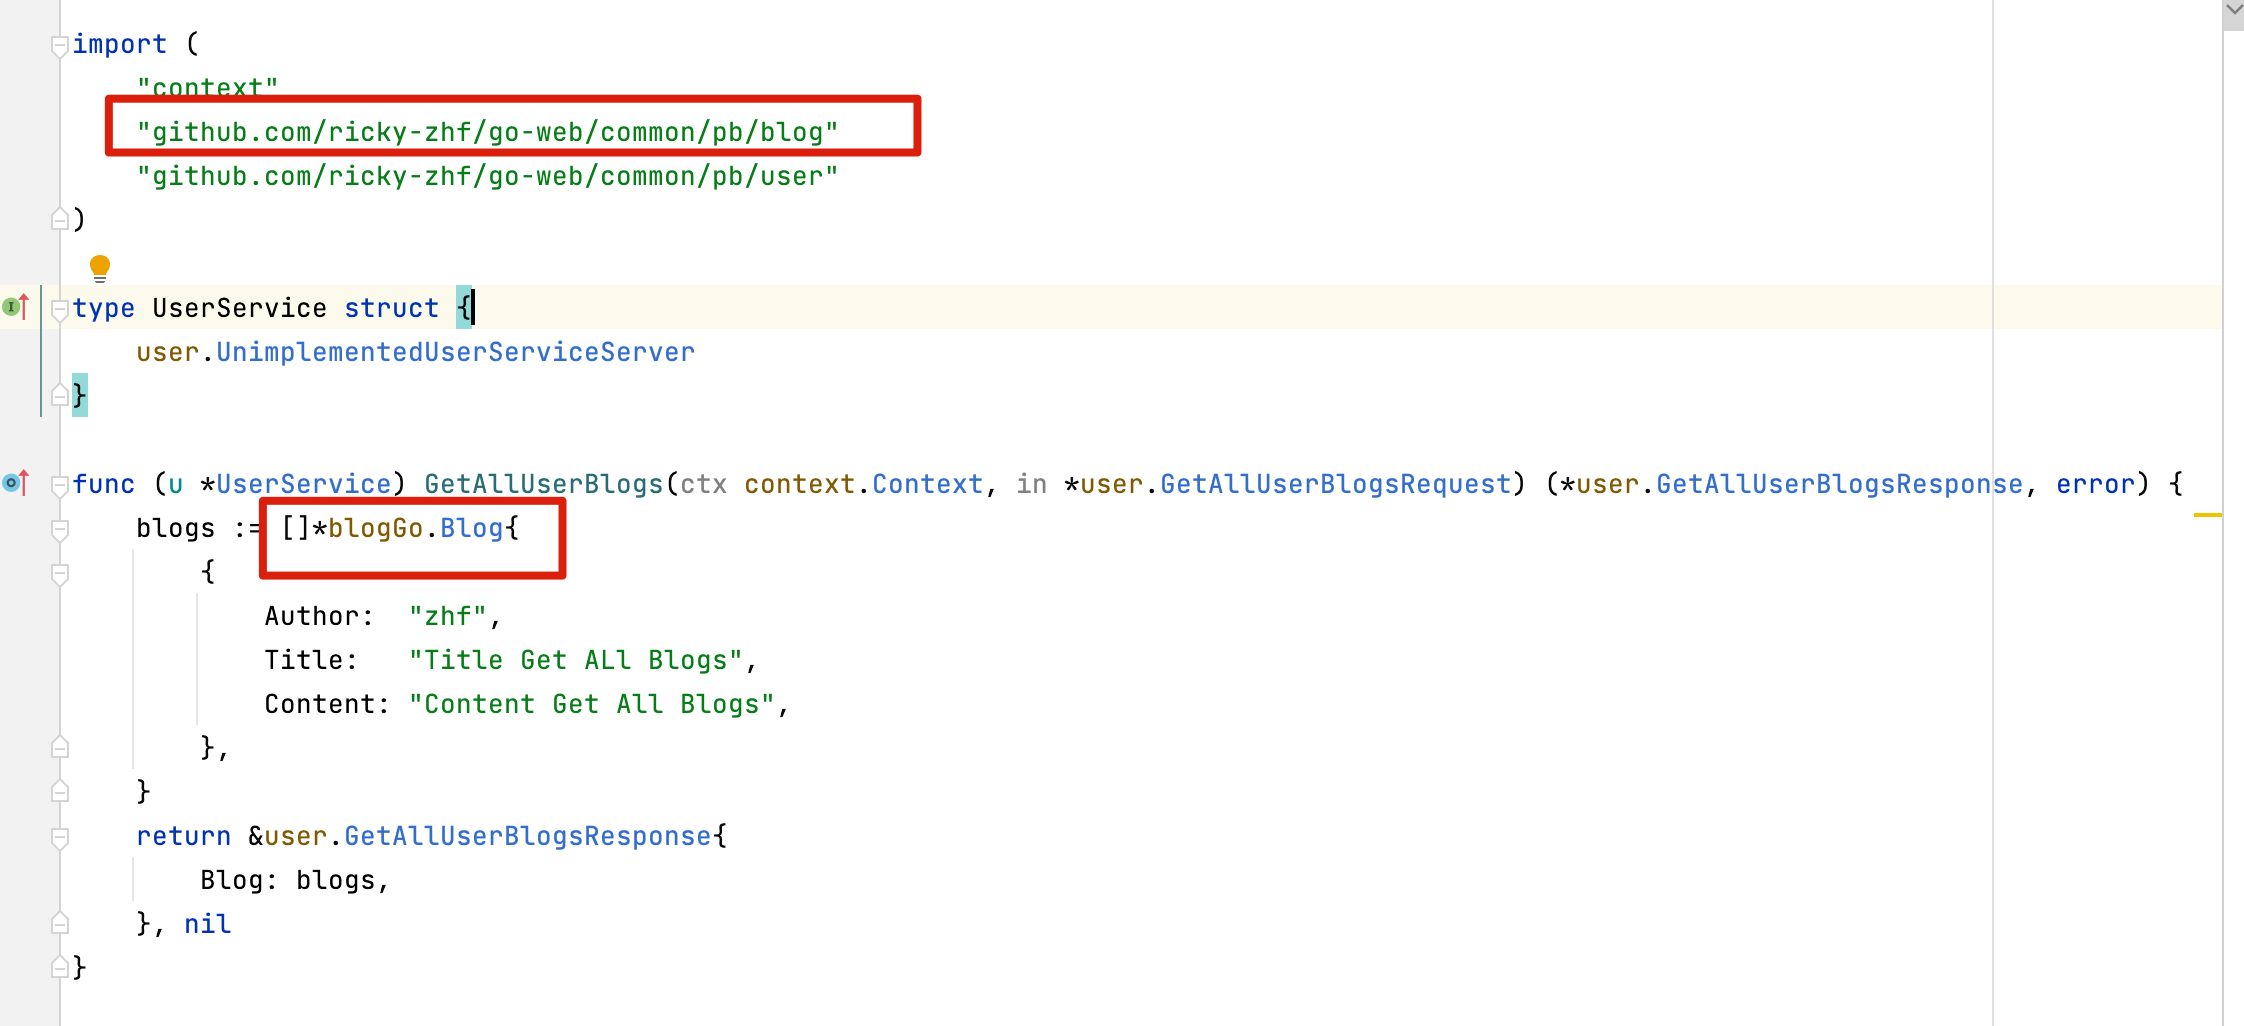 import (
"context"
"github.com/ricky-zhf/go-web/common/pb/blog"
"github.com/ricky-zhf/go-web/common/pb/user"
)
type UserService struct {
user.UnimplementedUserServiceServer
}
func (u *UserService) GetAllUserBlogs(ctx context.Context, in *user.GetAllUserBlogsRequest) (*user.GetAllUserBlogsResponse, error) {
blogs := []*blogGo.Blog{
{
Author: "zhf",
Title: "Title Get ALl Blogs",
Content: "Content Get All Blogs",
},
}
return &user.GetAllUserBlogsResponse{
Blog: blogs,
}, nil
}